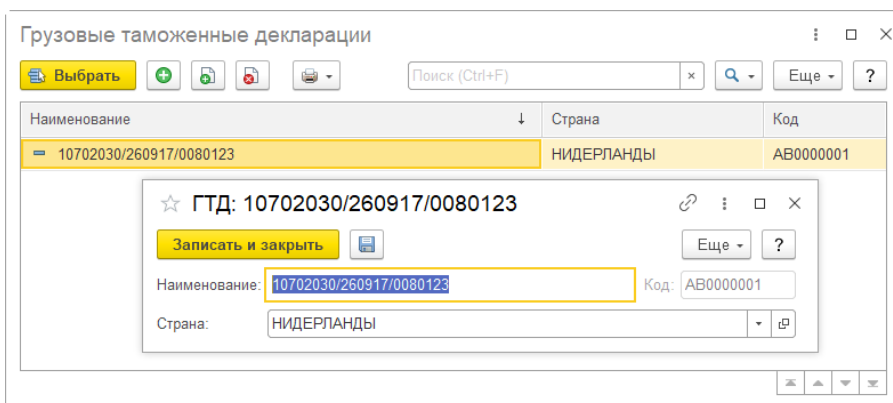 Грузовые таможенные декларации
Выбрать Поиск (Ctrl+F) × Еще ?
Наименование ↓ Страна Код
10702030/260917/0080123 НИДЕРЛАНДЫ АВ0000001
ГТД: 10702030/260917/0080123
Записать и закрыть Еще ?
Наименование: 10702030/260917/0080123 Код: АВ0000001
Страна: НИДЕРЛАНДЫ